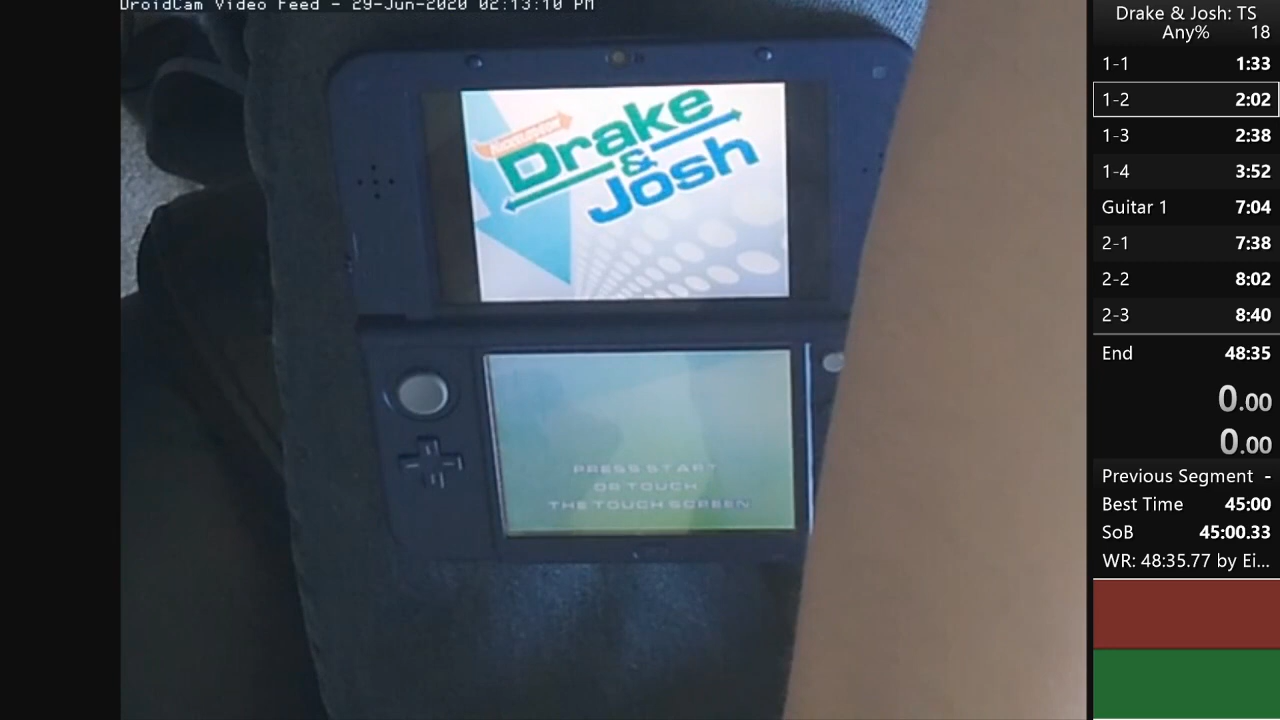 DroidCam Video Feed - 29-Jun-2020 02:13:10 PM
NICKELODEON
Drake
&
Josh
PRESS START
OR TOUCH
THE TOUCH SCREEN
Drake & Josh: TS
Any% 18
1-1 1:33
1-2 2:02
1-3 2:38
1-4 3:52
Guitar 1 7:04
2-1 7:38
2-2 8:02
2-3 8:40
End 48:35
0.00
0.00
Previous Segment -
Best Time 45:00
SoB 45:00.33
WR: 48:35.77 by Ei...